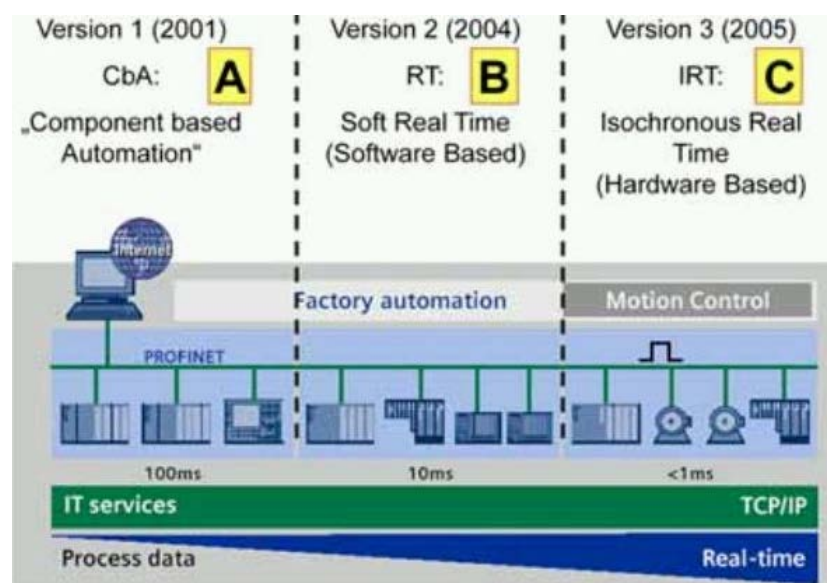 Version 1 (2001)
CbA: A
„Component based
Automation“
Version 2 (2004)
RT: B
Soft Real Time
(Software Based)
Version 3 (2005)
IRT: C
Isochronous Real
Time
(Hardware Based)
Internet
Factory automation
Motion Control
PROFINET
100ms
10ms
<1ms
IT services
TCP/IP
Process data
Real-time